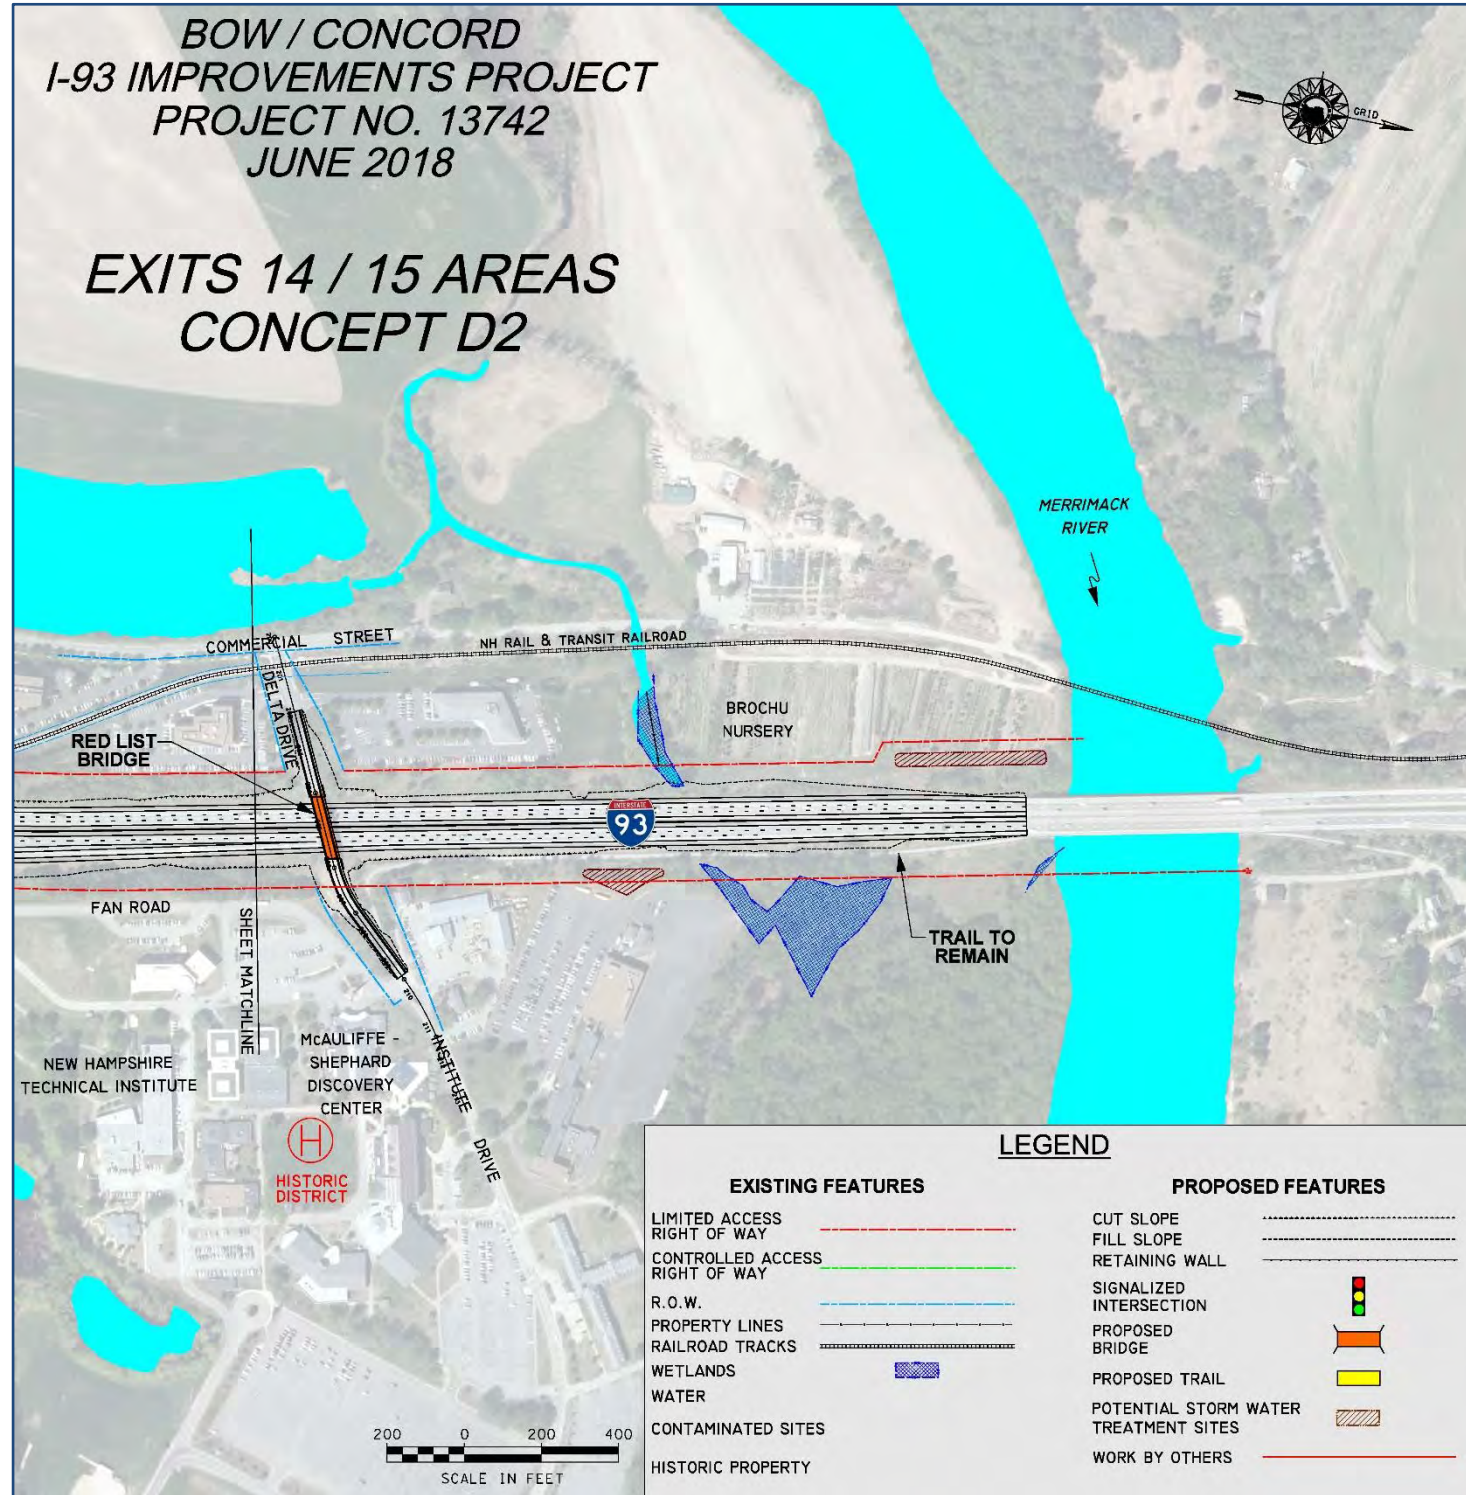 BOW / CONCORD
I-93 IMPROVEMENTS PROJECT
PROJECT NO. 13742
JUNE 2018
EXITS 14 / 15 AREAS
CONCEPT D2
GRID
MERRIMACK
RIVER
COMMERCIAL STREET
NH RAIL & TRANSIT RAILROAD
DELTA DRIVE
RED LIST
BRIDGE
BROCHU
NURSERY
INTERSTATE
93
FAN ROAD
SHEET MATCHLINE
TRAIL TO
REMAIN
210
211
INSTITUTE DRIVE
NEW HAMPSHIRE
TECHNICAL INSTITUTE
McAULIFFE -
SHEPHARD
DISCOVERY
CENTER
H
HISTORIC
DISTRICT
200 0 200 400
SCALE IN FEET
LEGEND
EXISTING FEATURES
LIMITED ACCESS
RIGHT OF WAY
CONTROLLED ACCESS
RIGHT OF WAY
R.O.W.
PROPERTY LINES
RAILROAD TRACKS
WETLANDS
WATER
CONTAMINATED SITES
HISTORIC PROPERTY
PROPOSED FEATURES
CUT SLOPE
FILL SLOPE
RETAINING WALL
SIGNALIZED
INTERSECTION
PROPOSED
BRIDGE
PROPOSED TRAIL
POTENTIAL STORM WATER
TREATMENT SITES
WORK BY OTHERS